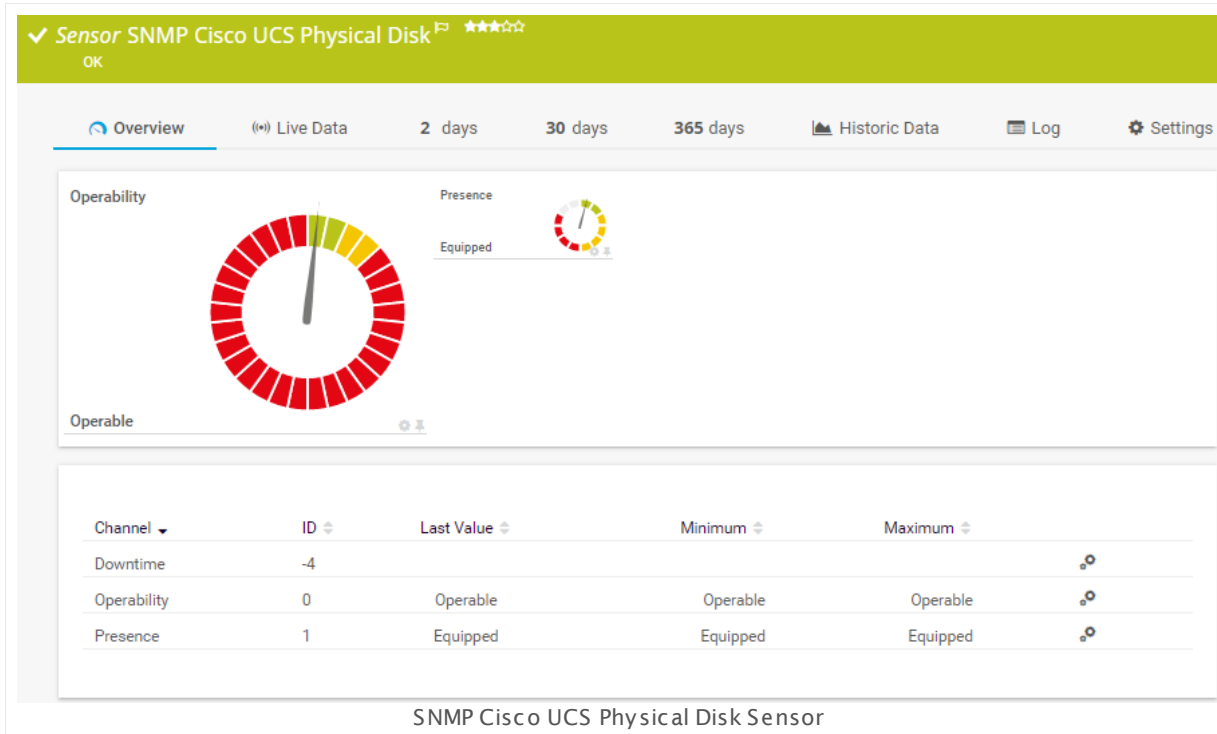 Sensor SNMP Cisco UCS Physical Disk
OK
Overview Live Data 2 days 30 days 365 days Historic Data Log Settings
Operability
Operable
Presence
Equipped
Channel ID Last Value Minimum Maximum
Downtime -4
Operability 0 Operable Operable Operable
Presence 1 Equipped Equipped Equipped
SNMP Cisco UCS Physical Disk Sensor